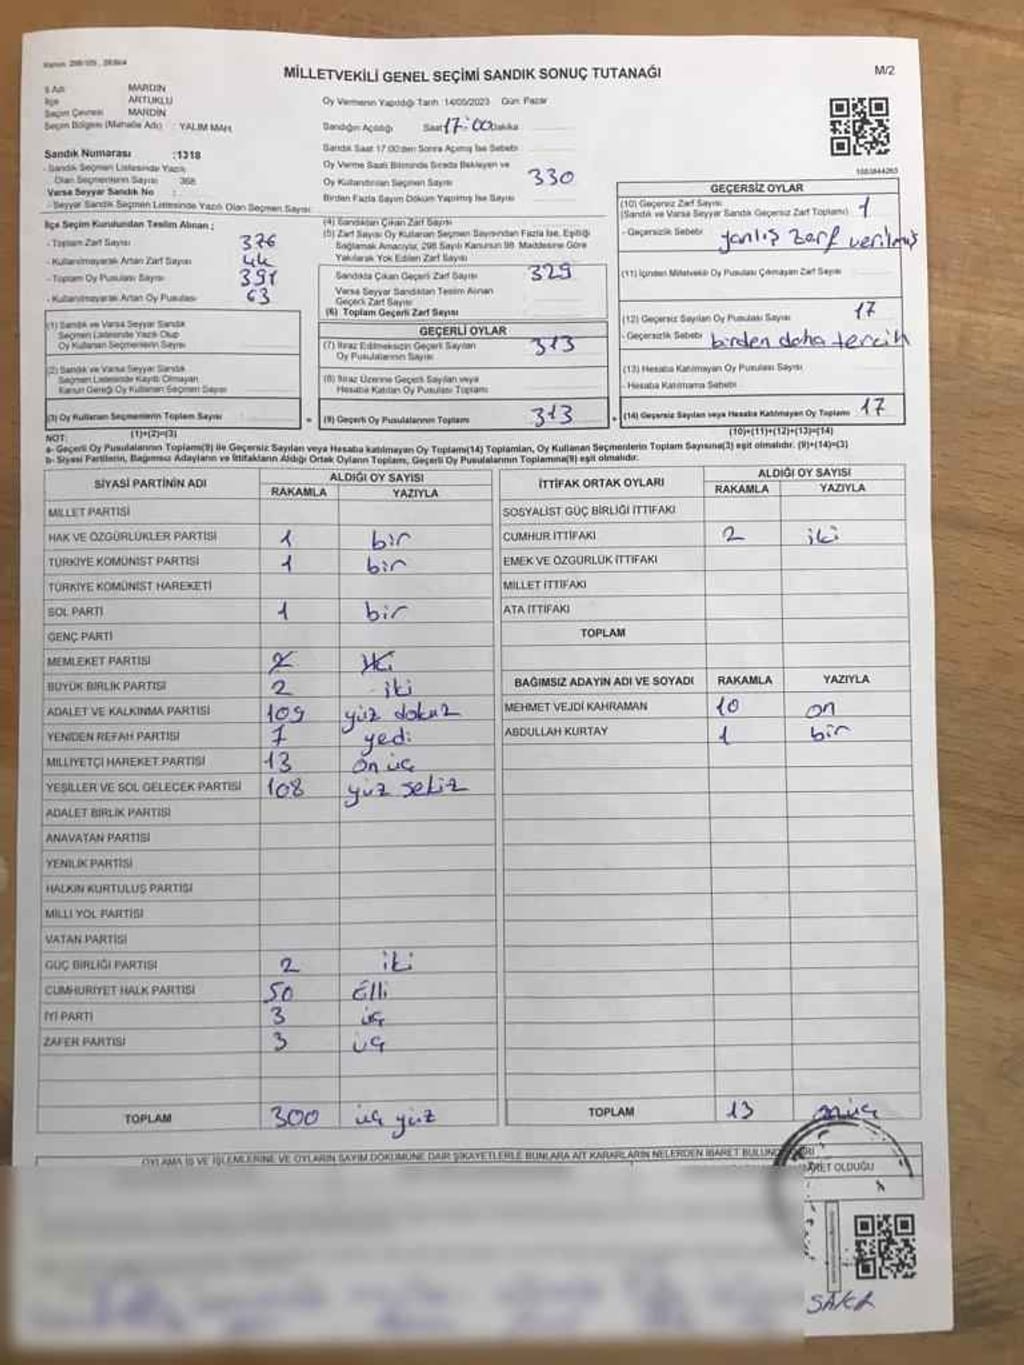 MİLLETVEKİLİ GENEL SEÇİMİ SANDIK SONUÇ TUTANAĞI
M/2
İl Adı MARDİN
İlçe ARTUKLU
Seçim Çevresi MARDİN
Seçim Bölgesi (Mahalle Adı) : YALIM MAH.
Sandık Numarası :1318
- Sandık Seçmen Listesinde Yazılı
Olan Seçmenlerin Sayısı 368
Varsa Seyyar Sandık No :
- Seyyar Sandık Seçmen Listesinde Yazılı Olan Seçmen Sayısı
Oy Vermenin Yapıldığı Tarih :14/05/2023 Gün: Pazar
Sandığın Açıldığı Saat 17:00 Dakika
Sandık Saat 17:00'den Sonra Açılmış İse Sebebi
Oy Verme Saati Bitiminde Sırada Bekleyen ve
Oy Kullandırılan Seçmen Sayısı 330
Birden Fazla Sayım Döküm Yapılmış İse Sayısı
İlçe Seçim Kurulundan Teslim Alınan ;
- Toplam Zarf Sayısı 376
- Kullanılmayarak Artan Zarf Sayısı 44
- Toplam Oy Pusulası Sayısı 391
- Kullanılmayarak Artan Oy Pusulası 63
(1) Sandık ve Varsa Seyyar Sandık
Seçmen Listesinde Yazılı Olup
Oy Kullanan Seçmenlerin Sayısı
(2) Sandık ve Varsa Seyyar Sandık
Seçmen Listesinde Kayıtlı Olmayan
Kanun Gereği Oy Kullanan Seçmen Sayısı
(3) Oy Kullanan Seçmenlerin Toplam Sayısı
(1)+(2)=(3)
(4) Sandıktan Çıkan Zarf Sayısı
(5) Zarf Sayısı Oy Kullanan Seçmen Sayısından Fazla İse, Eşitliği
Sağlamak Amacıyla, 298 Sayılı Kanunun 98. Maddesine Göre
Yakılarak Yok Edilen Zarf Sayısı
Sandıkta Çıkan Geçerli Zarf Sayısı 329
Varsa Seyyar Sandıktan Teslim Alınan
Geçerli Zarf Sayısı
(6) Toplam Geçerli Zarf Sayısı
GEÇERLİ OYLAR
(7) İtiraz Edilmeksizin Geçerli Sayılan
Oy Pusulalarının Sayısı 313
(8) İtiraz Üzerine Geçerli Sayılan veya
Hesaba Katılan Oy Pusulası Toplamı
= (9) Geçerli Oy Pusulalarının Toplamı 313
GEÇERSİZ OYLAR
(10) Geçersiz Zarf Sayısı
(Sandık ve Varsa Seyyar Sandık Geçersiz Zarf Toplamı) 1
- Geçersizlik Sebebi yanlış zarf verilmiş
(11) İçinden Milletvekili Oy Pusulası Çıkmayan Zarf Sayısı
(12) Geçersiz Sayılan Oy Pusulası Sayısı 17
- Geçersizlik Sebebi birden daha tercih
(13) Hesaba Katılmayan Oy Pusulası Sayısı
- Hesaba Katılmama Sebebi
+ (14) Geçersiz Sayılan veya Hesaba Katılmayan Oy Toplamı 17
(10)+(11)+(12)+(13)=(14)
NOT:
a- Geçerli Oy Pusulalarının Toplamı(9) ile Geçersiz Sayılan veya Hesaba katılmayan Oy Toplamı(14) Toplamları, Oy Kullanan Seçmenlerin Toplam Sayısına(3) eşit olmalıdır. (9)+(14)=(3)
b- Siyasi Partilerin, Bağımsız Adayların ve İttifakların Aldığı Ortak Oyların Toplamı, Geçerli Oy Pusulalarının Toplamına(9) eşit olmalıdır.
SİYASİ PARTİNİN ADI ALDIĞI OY SAYISI
RAKAMLA YAZIYLA
MİLLET PARTİSİ
HAK VE ÖZGÜRLÜKLER PARTİSİ 1 bir
TÜRKİYE KOMÜNİST PARTİSİ 1 bir
TÜRKİYE KOMÜNİST HAREKETİ
SOL PARTİ 1 bir
GENÇ PARTİ
MEMLEKET PARTİSİ 2 iki
BÜYÜK BİRLİK PARTİSİ 2 iki
ADALET VE KALKINMA PARTİSİ 109 yüz dokuz
YENİDEN REFAH PARTİSİ 7 yedi
MİLLİYETÇİ HAREKET PARTİSİ 13 on üç
YEŞİLLER VE SOL GELECEK PARTİSİ 108 yüz sekiz
ADALET BİRLİK PARTİSİ
ANAVATAN PARTİSİ
YENİLİK PARTİSİ
HALKIN KURTULUŞ PARTİSİ
MİLLİ YOL PARTİSİ
VATAN PARTİSİ
GÜÇ BİRLİĞİ PARTİSİ 2 iki
CUMHURİYET HALK PARTİSİ 50 Elli
İYİ PARTİ 3 üç
ZAFER PARTİSİ 3 üç
TOPLAM 300 üç yüz
İTTİFAK ORTAK OYLARI ALDIĞI OY SAYISI
RAKAMLA YAZIYLA
SOSYALİST GÜÇ BİRLİĞİ İTTİFAKI
CUMHUR İTTİFAKI 2 iki
EMEK VE ÖZGÜRLÜK İTTİFAKI
MİLLET İTTİFAKI
ATA İTTİFAKI
TOPLAM
BAĞIMSIZ ADAYIN ADI VE SOYADI RAKAMLA YAZIYLA
MEHMET VEJDİ KAHRAMAN 10 on
ABDULLAH KURTAY 1 bir
TOPLAM 13 onüç
OYLAMA İŞ VE İŞLEMLERİNE VE OYLARIN SAYIM DÖKÜMÜNE DAİR ŞİKAYETLERLE BUNLARA AİT KARARLARIN NELERDEN İBARET BULUNDUĞU
İBARET OLDUĞU